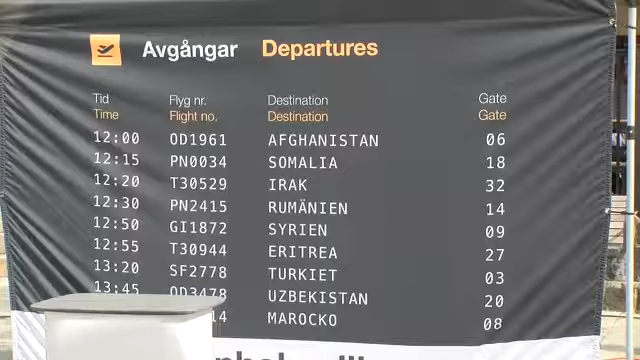 Avgångar Departures
Tid Flyg nr. Destination Gate
Time Flight no. Destination Gate
12:00 OD1961 AFGHANISTAN 06
12:15 PN0034 SOMALIA 18
12:20 T30529 IRAK 32
12:30 PN2415 RUMÄNIEN 14
12:50 GI1872 SYRIEN 09
12:55 T30944 ERITREA 27
13:20 SF2778 TURKIET 03
13:45 OD3478 UZBEKISTAN 20
14 MAROCKO 08